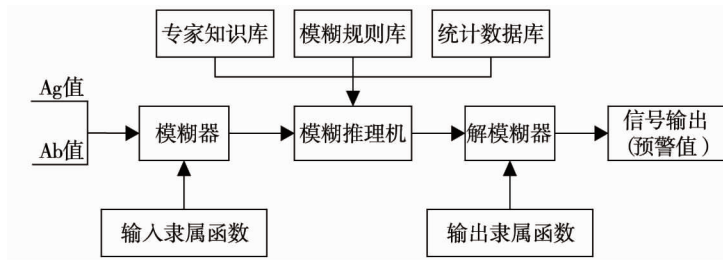 专家知识库
模糊规则库
统计数据库
Ag值
Ab值
模糊器
模糊推理机
解模糊器
信号输出
(预警值)
输入隶属函数
输出隶属函数